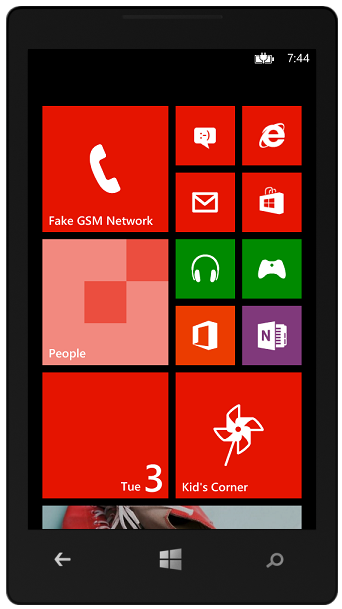 7:44
:-)
Fake GSM Network
People
N
Tue 3
Kid's Corner